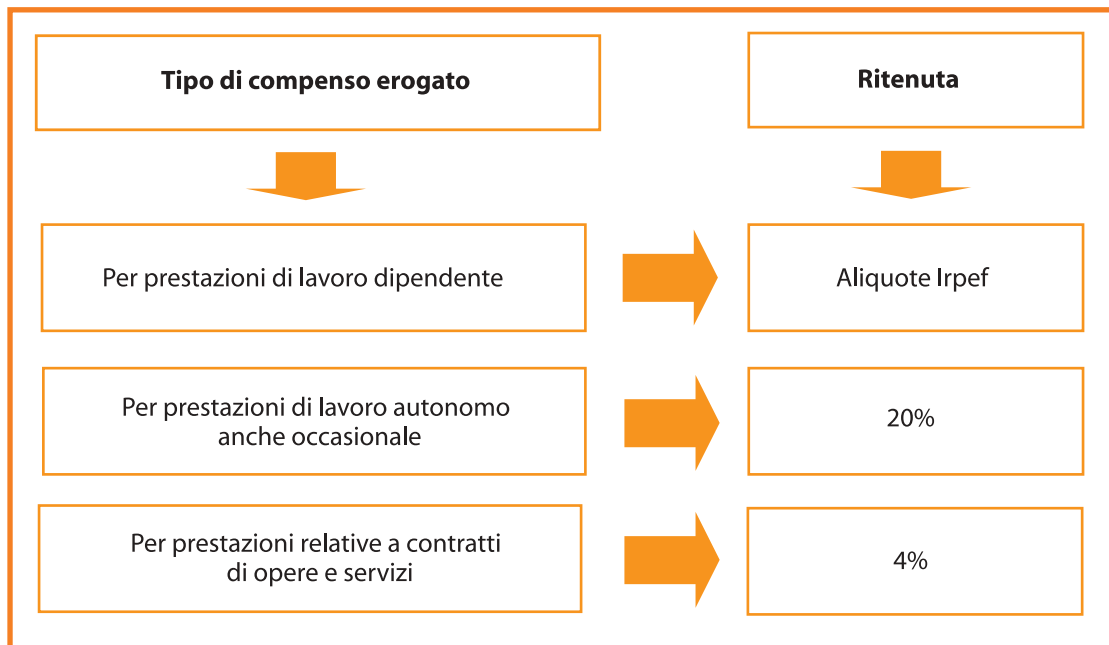 Tipo di compenso erogato
Ritenuta
Per prestazioni di lavoro dipendente
Aliquote Irpef
Per prestazioni di lavoro autonomo
anche occasionale
20%
Per prestazioni relative a contratti
di opere e servizi
4%